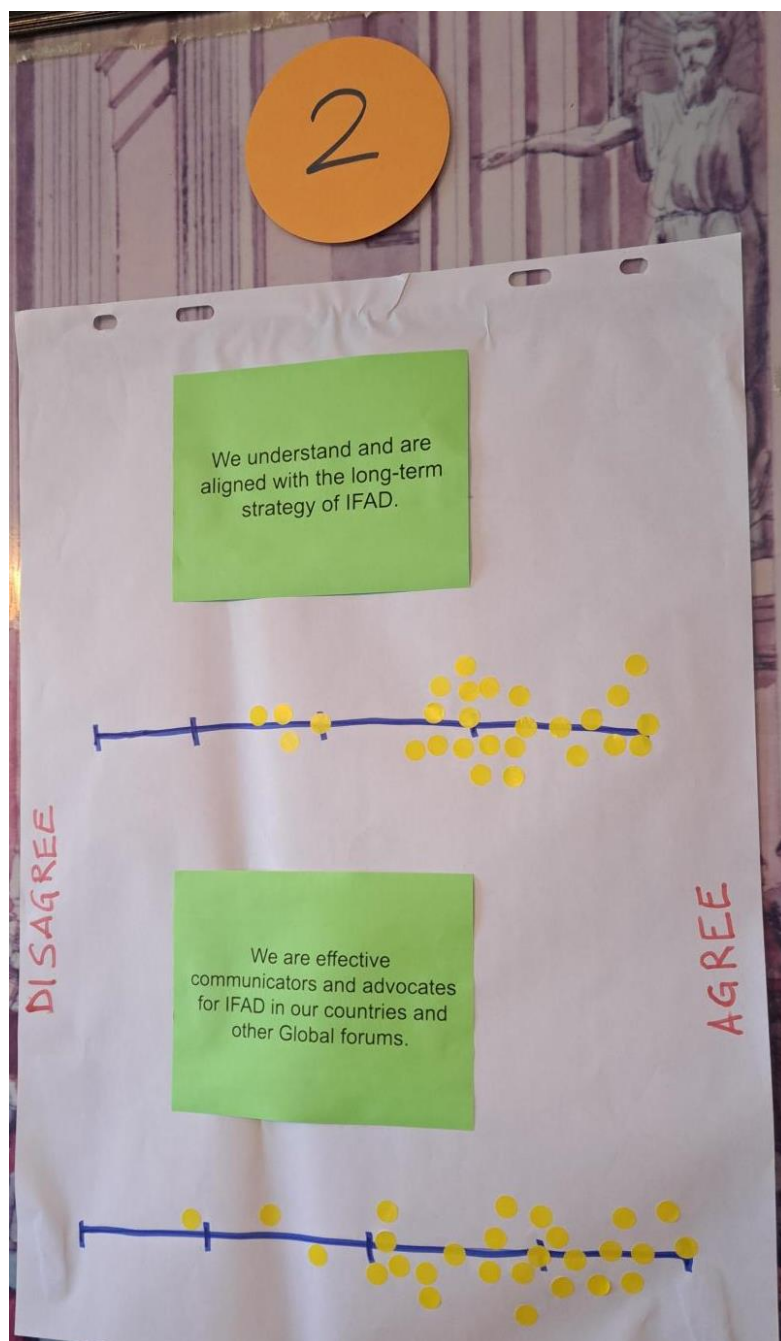 2
We understand and are
aligned with the long-term
strategy of IFAD.
DISAGREE
AGREE
We are effective
communicators and advocates
for IFAD in our countries and
other Global forums.